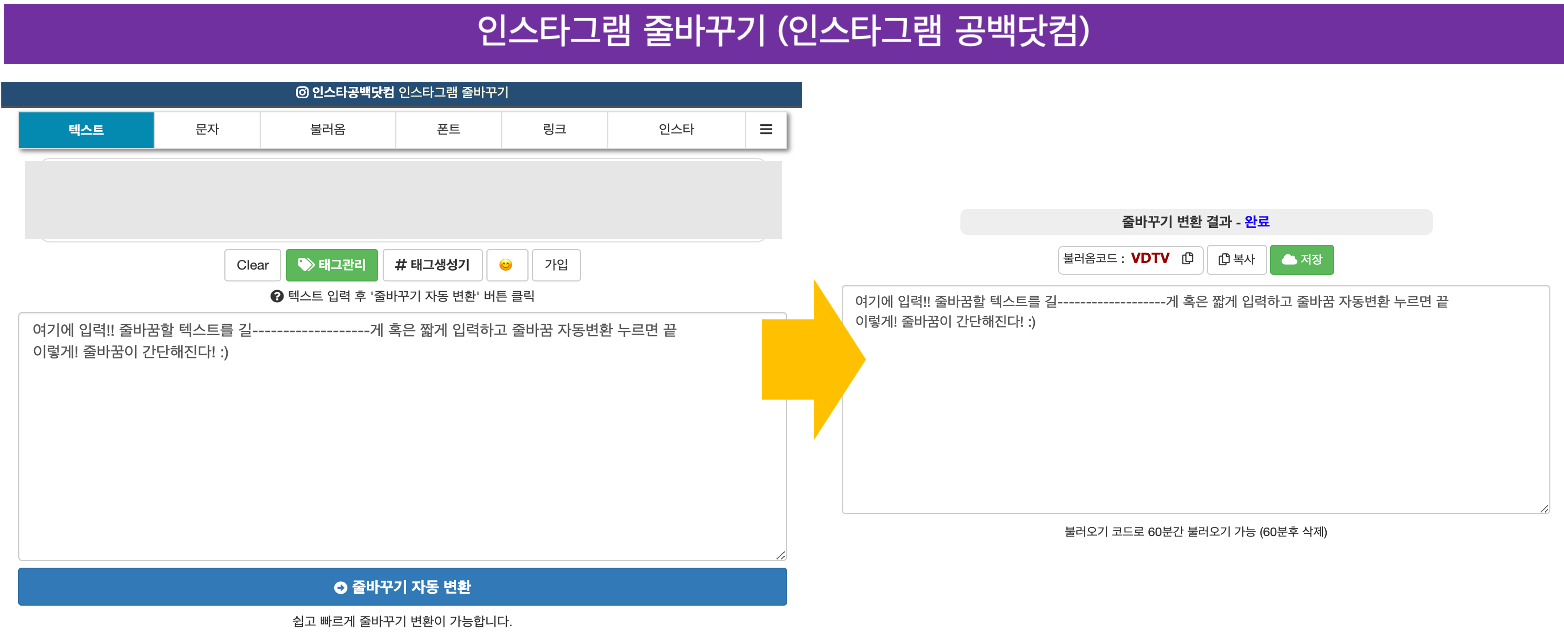 인스타그램 줄바꾸기 (인스타그램 공백닷컴)
인스타공백닷컴 인스타그램 줄바꾸기
텍스트 문자 불러옴 폰트 링크 인스타
Clear 태그관리 # 태그생성기 😊 가입
텍스트 입력 후 '줄바꾸기 자동 변환' 버튼 클릭
여기에 입력!! 줄바꿈할 텍스트를 길-------------------게 혹은 짧게 입력하고 줄바꿈 자동변환 누르면 끝
이렇게! 줄바꿈이 간단해진다! :)
줄바꾸기 자동 변환
쉽고 빠르게 줄바꾸기 변환이 가능합니다.
줄바꾸기 변환 결과 - 완료
불러옴코드 : VDTV 복사 저장
여기에 입력!! 줄바꿈할 텍스트를 길-------------------게 혹은 짧게 입력하고 줄바꿈 자동변환 누르면 끝
이렇게! 줄바꿈이 간단해진다! :)
불러오기 코드로 60분간 불러오기 가능 (60분후 삭제)